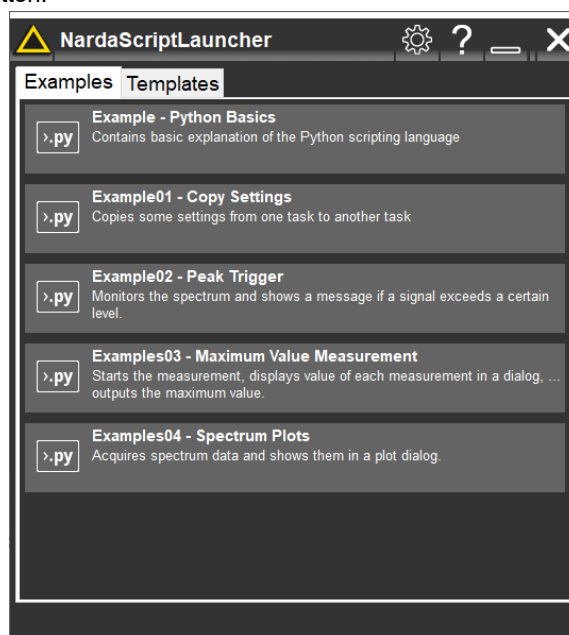 NardaScriptLauncher
?
Examples Templates
Example - Python Basics
>.py Contains basic explanation of the Python scripting language
Example01 - Copy Settings
>.py Copies some settings from one task to another task
Example02 - Peak Trigger
>.py Monitors the spectrum and shows a message if a signal exceeds a certain
level.
Examples03 - Maximum Value Measurement
>.py Starts the measurement, displays value of each measurement in a dialog, ...
outputs the maximum value.
Examples04 - Spectrum Plots
>.py Acquires spectrum data and shows them in a plot dialog.